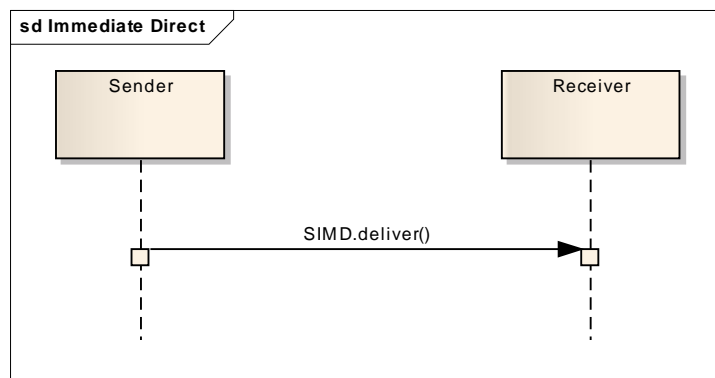 sd Immediate Direct
Sender
Receiver
SIMD.deliver()